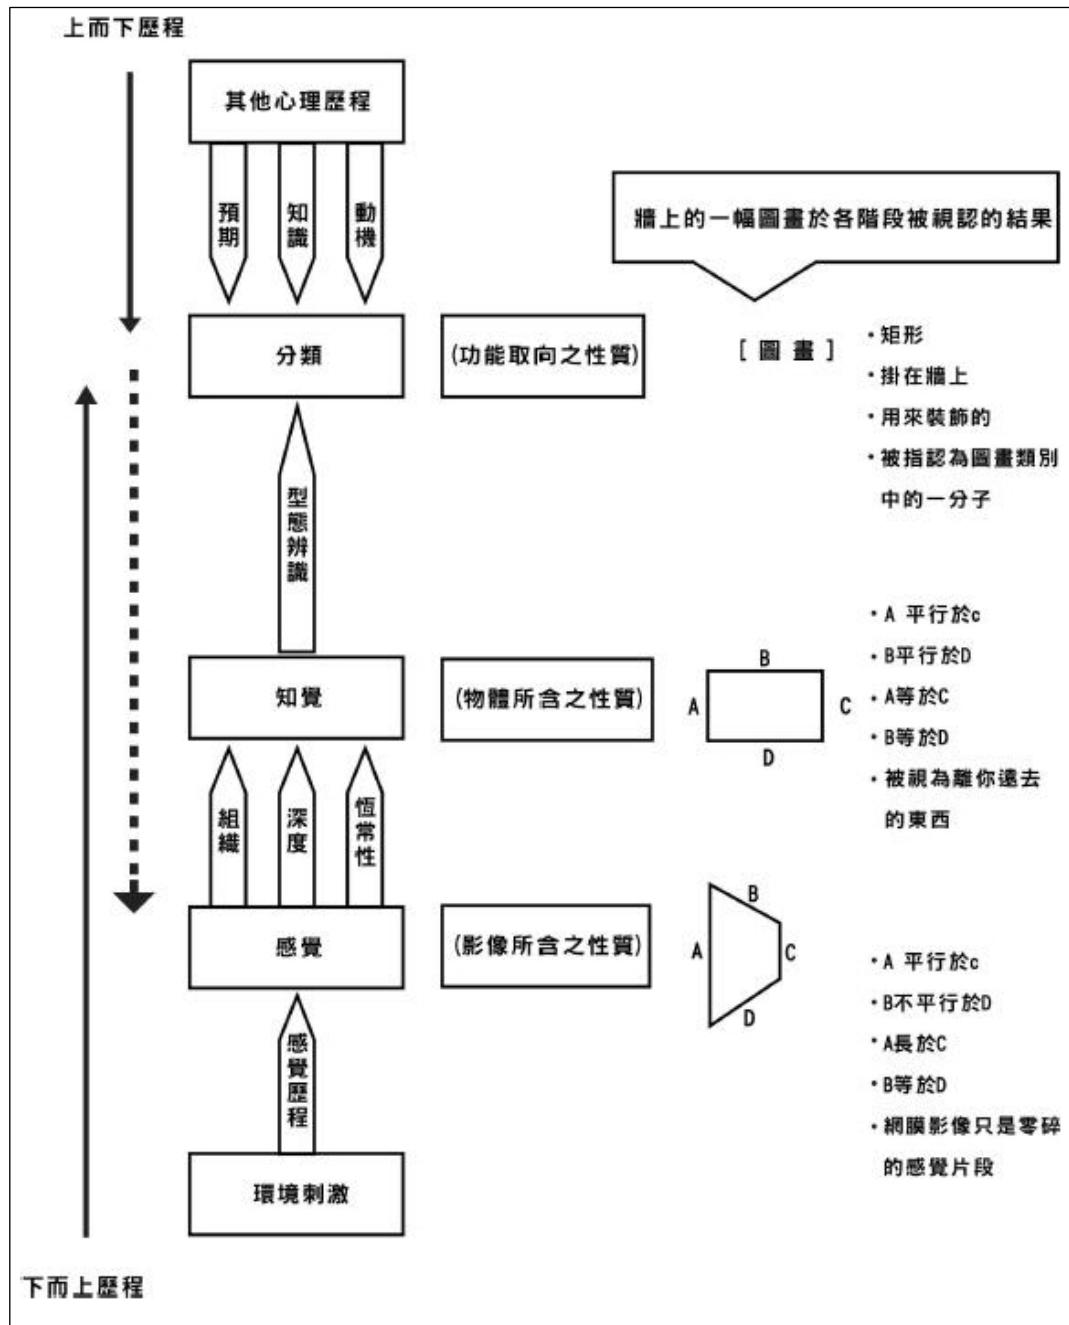 上而下歷程
其他心理歷程
預期
知識
動機
牆上的一幅圖畫於各階段被視認的結果
分類
(功能取向之性質)
[圖畫]
・矩形
・掛在牆上
・用來裝飾的
・被指認為圖畫類別
中的一分子
型態辨識
知覺
(物體所含之性質)
A
B
C
D
・A 平行於c
・B平行於D
・A等於C
・B等於D
・被視為離你遠去
的東西
組織
深度
恆常性
感覺
(影像所含之性質)
A
B
C
D
・A 平行於c
・B不平行於D
・A長於C
・B等於D
・網膜影像只是零碎
的感覺片段
感覺歷程
環境刺激
下而上歷程